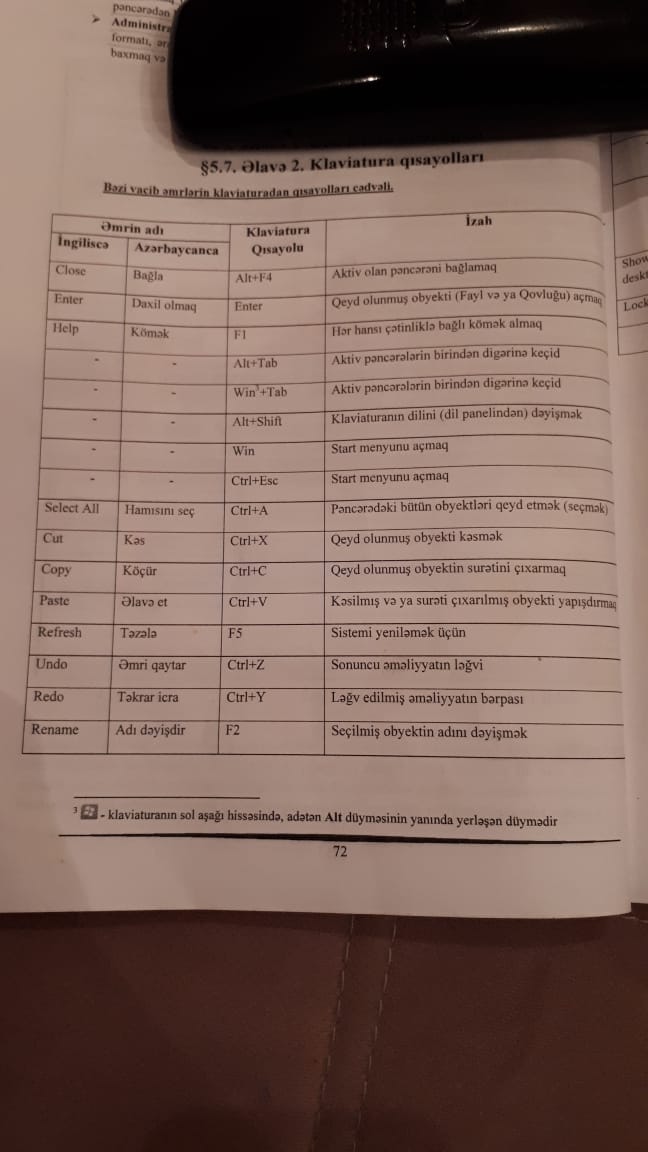 pəncərədən
➤ Administra
formatı,
baxmaq və
§5.7. Əlavə 2. Klaviatura qısayolları
Bəzi vacib əmrlərin klaviaturadan qısayolları cədvəli.
Əmrin adı Klaviatura Qısayolu İzah
İngiliscə Azərbaycanca
Close Bağla Alt+F4 Aktiv olan pəncərəni bağlamaq
Enter Daxil olmaq Enter Qeyd olunmuş obyekti (Fayl və ya Qovluğu) açmaq
Help Kömək F1 Hər hansı çətinliklə bağlı kömək almaq
- - Alt+Tab Aktiv pəncərələrin birindən digərinə keçid
- - Win³+Tab Aktiv pəncərələrin birindən digərinə keçid
- - Alt+Shift Klaviaturanın dilini (dil panelindən) dəyişmək
- - Win Start menyunu açmaq
- - Ctrl+Esc Start menyunu açmaq
Select All Hamısını seç Ctrl+A Pəncərədəki bütün obyektləri qeyd etmək (seçmək)
Cut Kəs Ctrl+X Qeyd olunmuş obyekti kəsmək
Copy Köçür Ctrl+C Qeyd olunmuş obyektin surətini çıxarmaq
Paste Əlavə et Ctrl+V Kəsilmış və ya surəti çıxarılmış obyekti yapışdırmaq
Refresh Təzələ F5 Sistemi yeniləmək üçün
Undo Əmri qaytar Ctrl+Z Sonuncu əməliyyatın ləğvi
Redo Təkrar icra Ctrl+Y Ləğv edilmiş əməliyyatın bərpası
Rename Adı dəyişdir F2 Seçilmiş obyektin adını dəyişmək
³ - klaviaturanın sol aşağı hissəsində, adətən Alt düyməsinin yanında yerləşən düymədir
72
Show
deskt
Lock